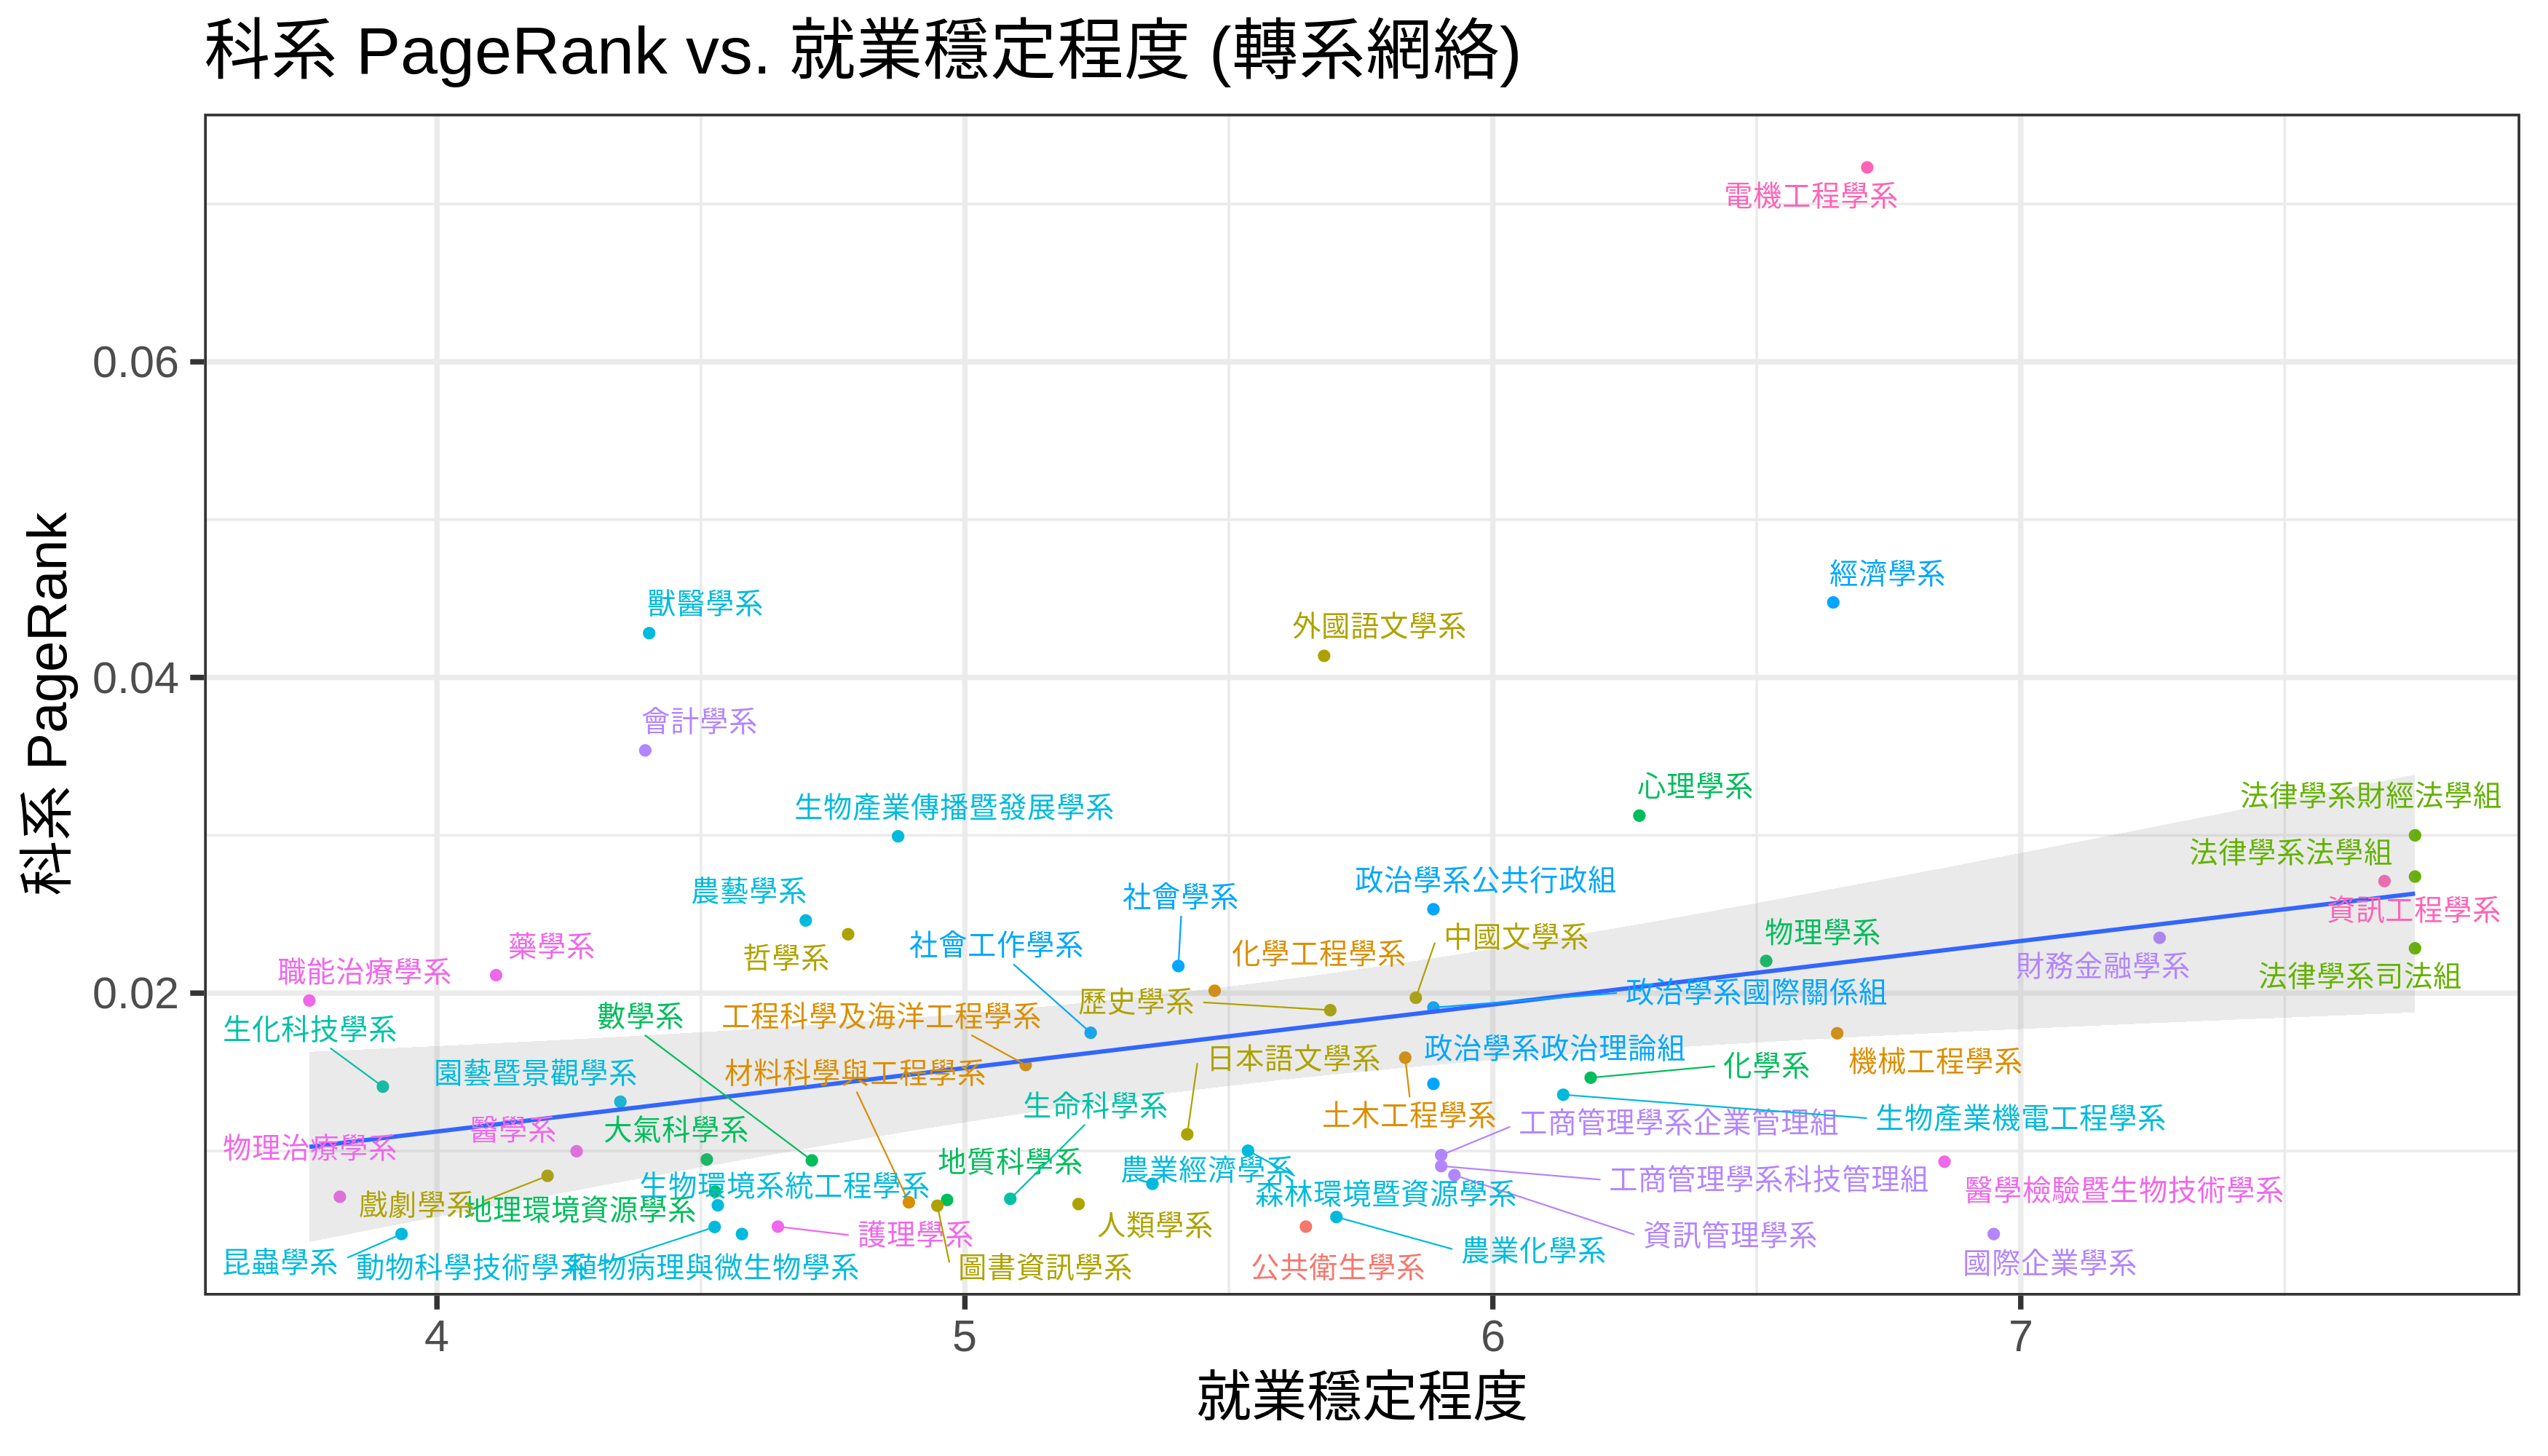 科系 PageRank vs. 就業穩定程度 (轉系網絡)
電機工程學系
0.06
經濟學系
獸醫學系
外國語文學系
科系 PageRank
0.04
會計學系
心理學系
法律學系財經法學組
生物產業傳播暨發展學系
法律學系法學組
政治學系公共行政組
農藝學系
社會學系
資訊工程學系
物理學系
中國文學系
社會工作學系
藥學系
化學工程學系
哲學系
財務金融學系
職能治療學系
法律學系司法組
0.02
政治學系國際關係組
歷史學系
數學系
工程科學及海洋工程學系
生化科技學系
政治學系政治理論組
日本語文學系
機械工程學系
化學系
園藝暨景觀學系
材料科學與工程學系
生命科學系
土木工程學系
生物產業機電工程學系
工商管理學系企業管理組
醫學系
大氣科學系
物理治療學系
地質科學系
農業經濟學系
工商管理學系科技管理組
生物環境系統工程學系
醫學檢驗暨生物技術學系
森林環境暨資源學系
戲劇學系
地理環境資源學系
人類學系
護理學系
資訊管理學系
農業化學系
國際企業學系
昆蟲學系
動物科學技術學系
植物病理與微生物學系
圖書資訊學系
公共衛生學系
4
5
6
7
就業穩定程度